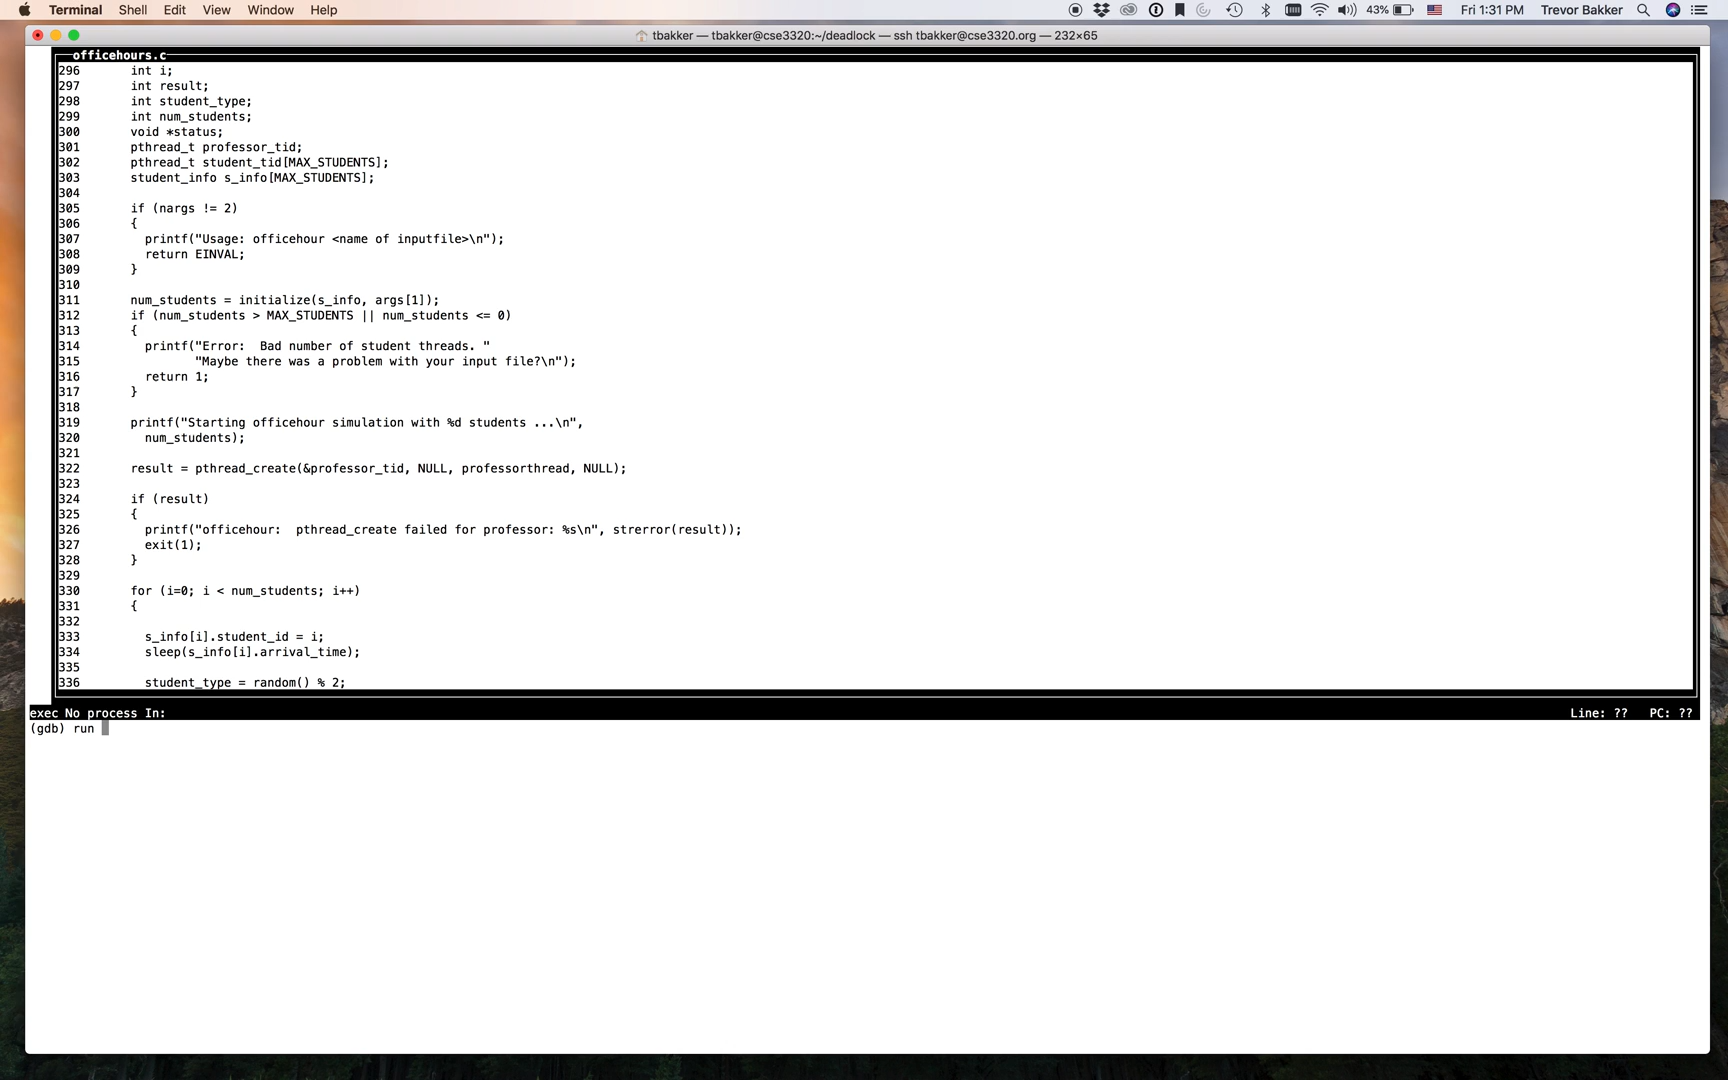 Terminal Shell Edit View Window Help 43% Fri 1:31 PM Trevor Bakker
tbakker — tbakker@cse3320:~/deadlock — ssh tbakker@cse3320.org — 232×65
officehours.c
296 int i;
297 int result;
298 int student_type;
299 int num_students;
300 void *status;
301 pthread_t professor_tid;
302 pthread_t student_tid[MAX_STUDENTS];
303 student_info s_info[MAX_STUDENTS];
304
305 if (nargs != 2)
306 {
307 printf("Usage: officehour <name of inputfile>\n");
308 return EINVAL;
309 }
310
311 num_students = initialize(s_info, args[1]);
312 if (num_students > MAX_STUDENTS || num_students <= 0)
313 {
314 printf("Error:  Bad number of student threads. "
315 "Maybe there was a problem with your input file?\n");
316 return 1;
317 }
318
319 printf("Starting officehour simulation with %d students ...\n",
320 num_students);
321
322 result = pthread_create(&professor_tid, NULL, professorthread, NULL);
323
324 if (result)
325 {
326 printf("officehour:  pthread_create failed for professor: %s\n", strerror(result));
327 exit(1);
328 }
329
330 for (i=0; i < num_students; i++)
331 {
332
333 s_info[i].student_id = i;
334 sleep(s_info[i].arrival_time);
335
336 student_type = random() % 2;
exec No process In: Line: ?? PC: ??
(gdb) run